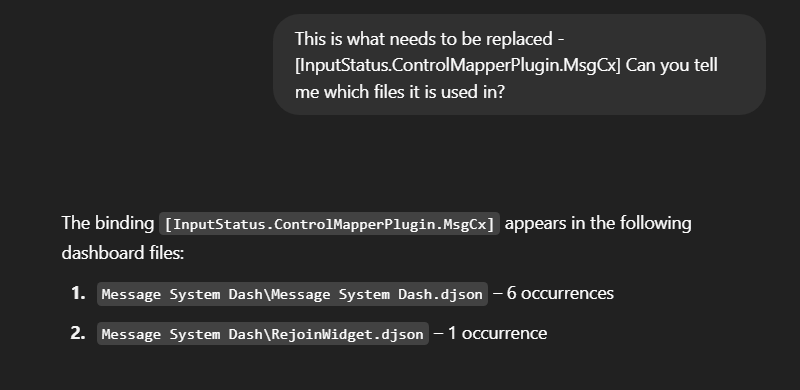 This is what needs to be replaced -
[InputStatus.ControlMapperPlugin.MsgCx] Can you tell
me which files it is used in?
The binding [InputStatus.ControlMapperPlugin.MsgCx] appears in the following
dashboard files:
1. Message System Dash\Message System Dash.djson – 6 occurrences
2. Message System Dash\RejoinWidget.djson – 1 occurrence